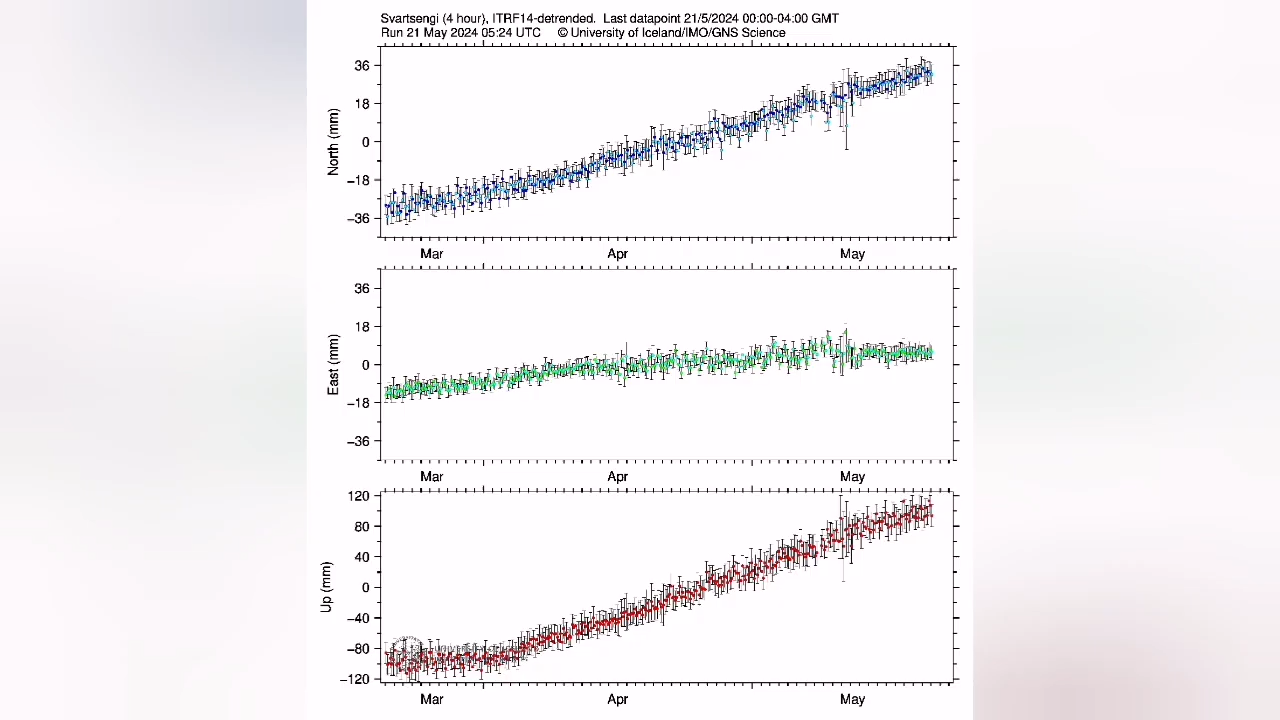 Svartsengi (4 hour), ITRF14-detrended. Last datapoint 21/5/2024 00:00-04:00 GMT
Run 21 May 2024 05:24 UTC © University of Iceland/IMO/GNS Science
North (mm)
36
18
0
−18
−36
Mar Apr May
East (mm)
36
18
0
−18
−36
Mar Apr May
Up (mm)
120
80
40
0
−40
−80
−120
Mar Apr May